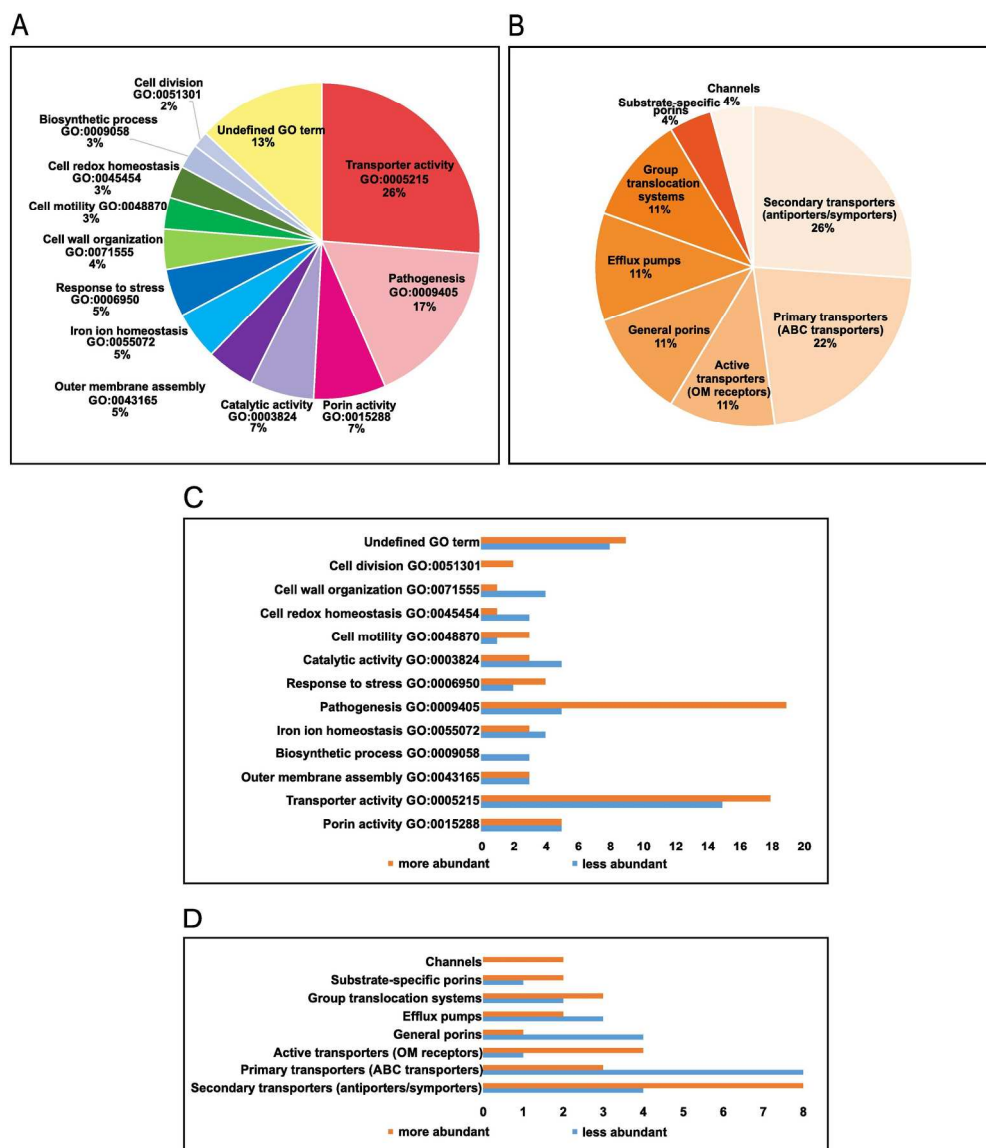 A
Cell division
GO:0051301
2%
Biosynthetic process
GO:0009058
3%
Cell redox homeostasis
GO:0045454
3%
Cell motility GO:0048870
3%
Cell wall organization
GO:0071555
4%
Response to stress
GO:0006950
5%
Iron ion homeostasis
GO:0055072
5%
Outer membrane assembly
GO:0043165
5%
Catalytic activity
GO:0003824
7%
Porin activity
GO:0015288
7%
Pathogenesis
GO:0009405
17%
Transporter activity
GO:0005215
26%
Undefined GO term
13%
B
Channels
4%
Substrate-specific
porins
4%
Group
translocation
systems
11%
Efflux pumps
11%
General porins
11%
Active
transporters
(OM receptors)
11%
Primary transporters
(ABC transporters)
22%
Secondary transporters
(antiporters/symporters)
26%
C
Undefined GO term
Cell division GO:0051301
Cell wall organization GO:0071555
Cell redox homeostasis GO:0045454
Cell motility GO:0048870
Catalytic activity GO:0003824
Response to stress GO:0006950
Pathogenesis GO:0009405
Iron ion homeostasis GO:0055072
Biosynthetic process GO:0009058
Outer membrane assembly GO:0043165
Transporter activity GO:0005215
Porin activity GO:0015288
0 2 4 6 8 10 12 14 16 18 20
more abundant less abundant
D
Channels
Substrate-specific porins
Group translocation systems
Efflux pumps
General porins
Active transporters (OM receptors)
Primary transporters (ABC transporters)
Secondary transporters (antiporters/symporters)
0 1 2 3 4 5 6 7 8
more abundant less abundant